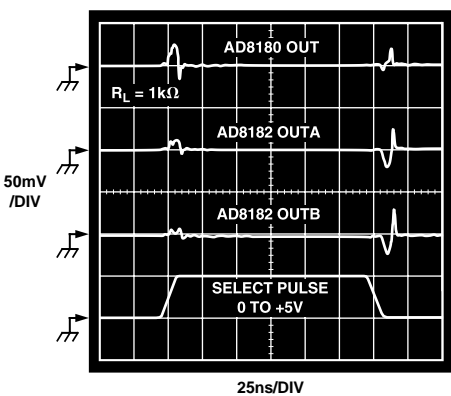 AD8180 OUT
R_L = 1kΩ
AD8182 OUTA
50mV
/DIV
AD8182 OUTB
SELECT PULSE
0 TO +5V
25ns/DIV